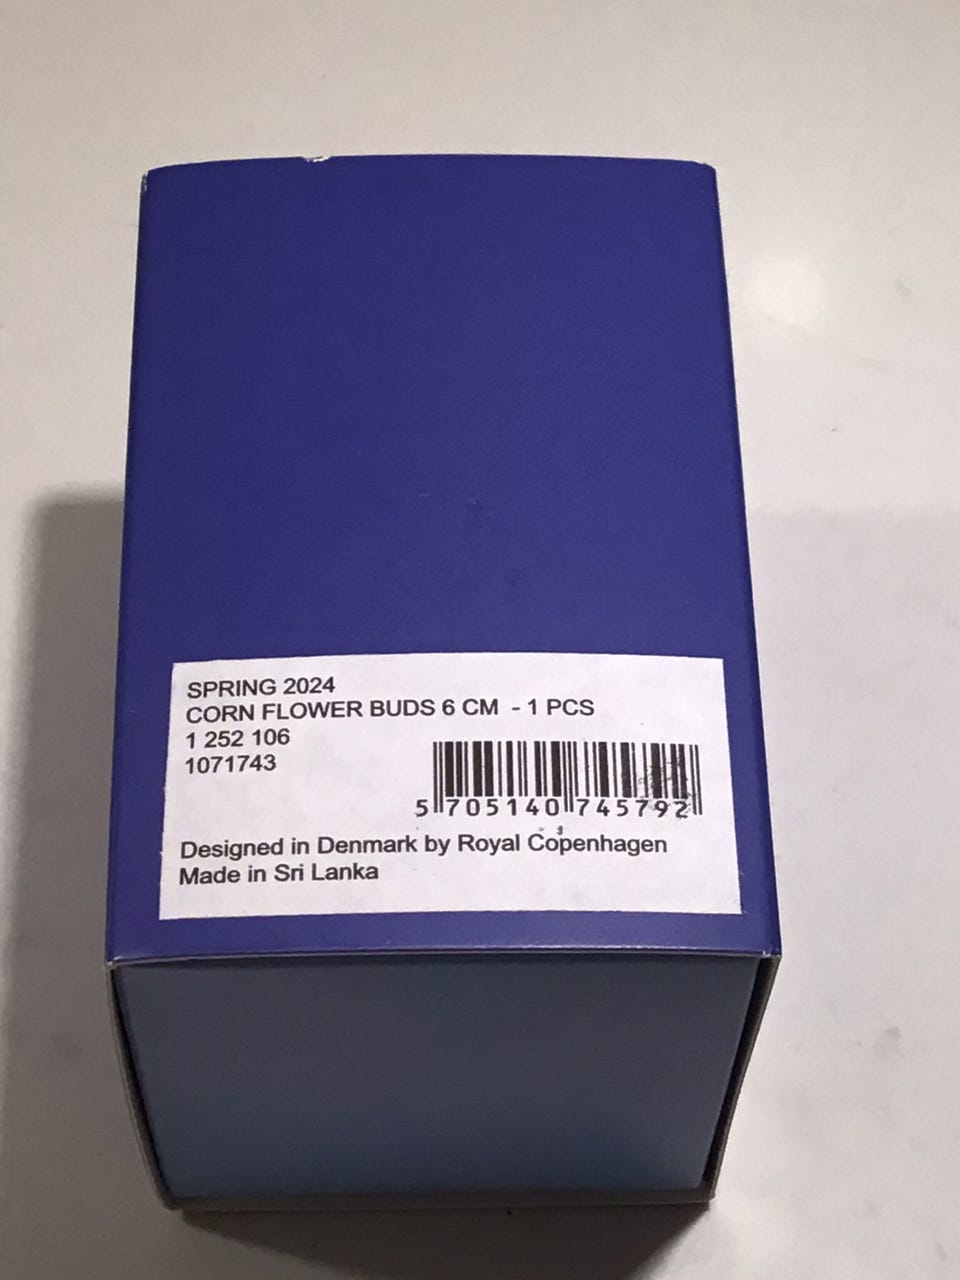 SPRING 2024
CORN FLOWER BUDS 6 CM - 1 PCS
1 252 106
1071743
5 705140 745792
Designed in Denmark by Royal Copenhagen
Made in Sri Lanka